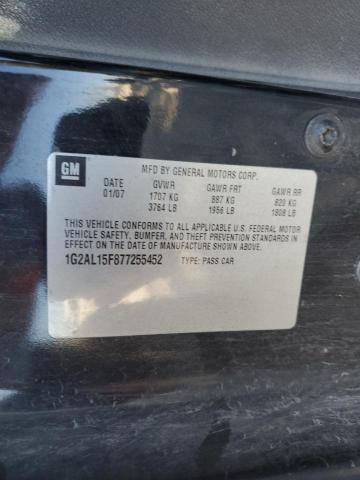 GM
MFD BY GENERAL MOTORS CORP.
DATE GVWR GAWR FRT GAWR RR
01/07 1707 KG 887 KG 820 KG
3764 LB 1956 LB 1808 LB
THIS VEHICLE CONFORMS TO ALL APPLICABLE U.S. FEDERAL MOTOR
VEHICLE SAFETY, BUMPER, AND THEFT PREVENTION STANDARDS IN
EFFECT ON THE DATE OF MANUFACTURE SHOWN ABOVE.
1G2AL15F877255452 TYPE: PASS CAR